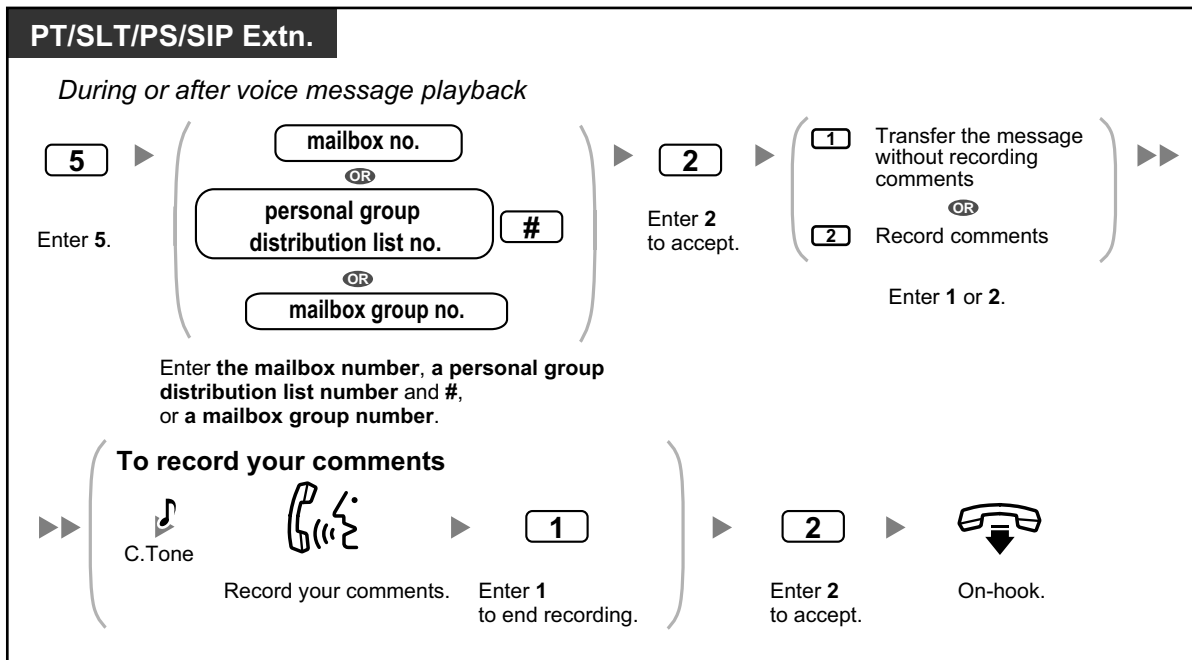 PT/SLT/PS/SIP Extn.
During or after voice message playback
5
Enter 5.
mailbox no.
OR
personal group
distribution list no.
#
OR
mailbox group no.
Enter the mailbox number, a personal group
distribution list number and #,
or a mailbox group number.
2
Enter 2
to accept.
1 Transfer the message
without recording
comments
OR
2 Record comments
Enter 1 or 2.
To record your comments
C.Tone
Record your comments.
1
Enter 1
to end recording.
2
Enter 2
to accept.
On-hook.